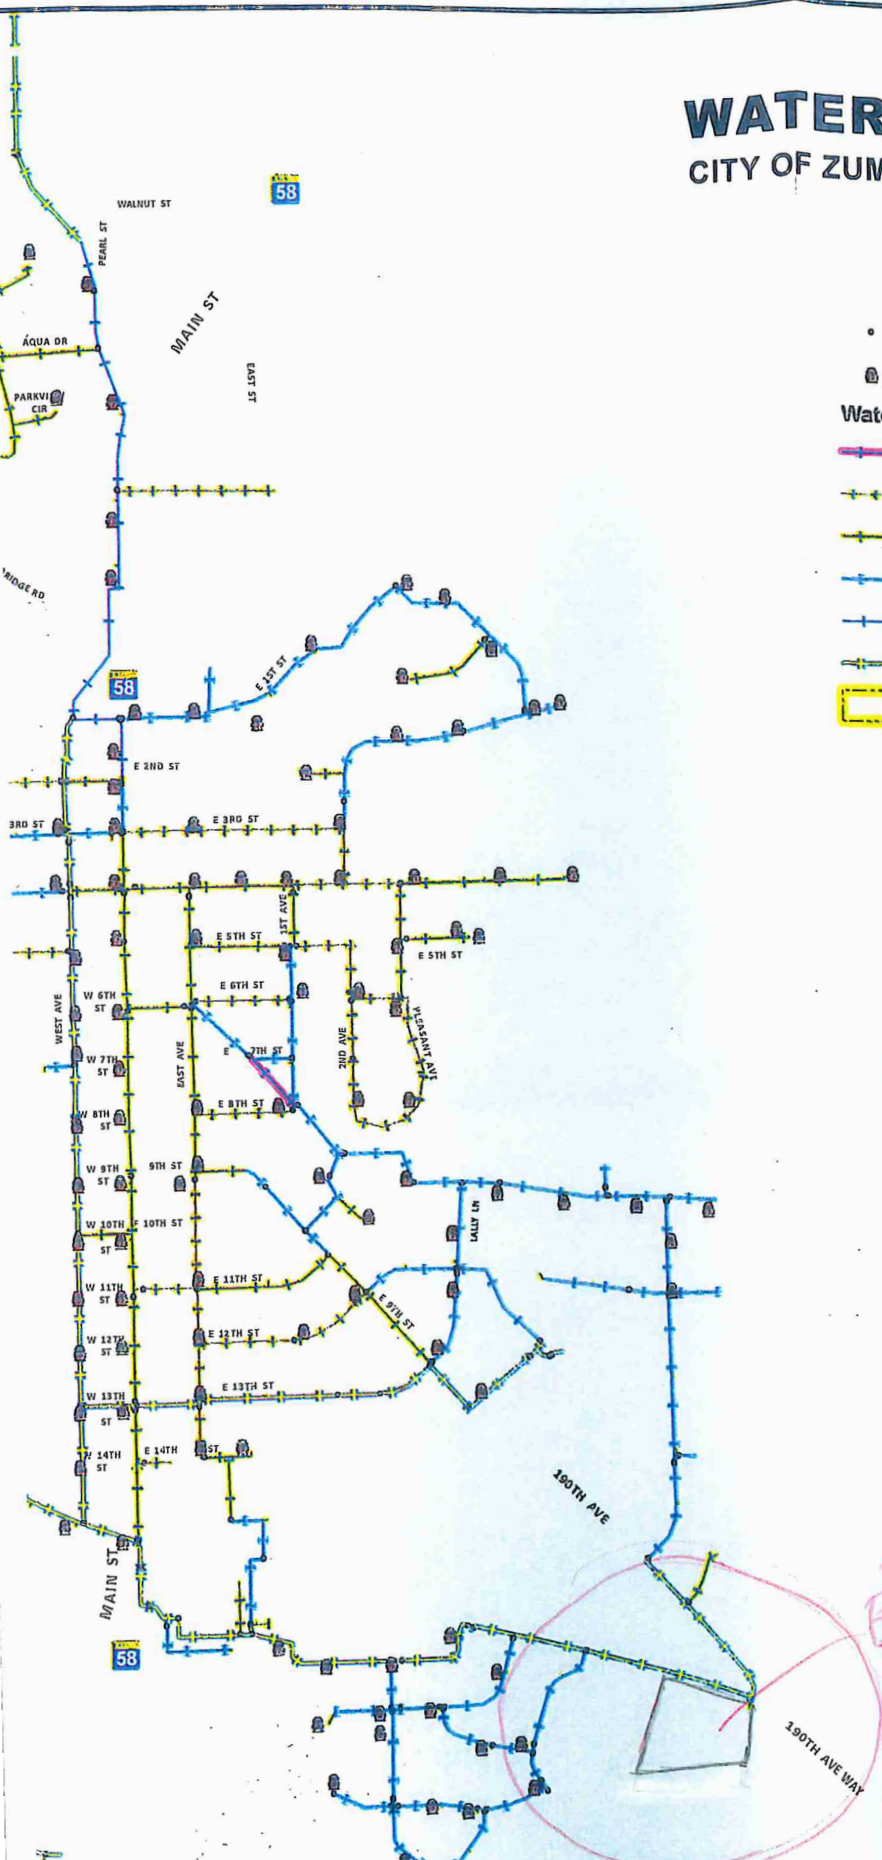 WATER
CITY OF ZUM
WALNUT ST
58
PEARL ST
MAIN ST
AQUA DR
EAST ST
PARKVI
CIR
Wat
RIDGE RD
58
E 1ST ST
E 2ND ST
3RD ST
E 3RD ST
1ST AVE
E 5TH ST
E 5TH ST
E 6TH ST
W 6TH
ST
WEST AVE
PLEASANT AVE
2ND AVE
EAST AVE
E 7TH ST
W 7TH
ST
E 8TH ST
W 8TH
ST
W 9TH
ST
9TH ST
W 10TH
ST
E 10TH ST
LALLY LN
W 11TH
ST
E 11TH ST
E 9TH ST
W 12TH
ST
E 12TH ST
W 13TH
ST
E 13TH ST
W 14TH
ST
E 14TH ST
190TH AVE
MAIN ST
58
190TH AVE WAY